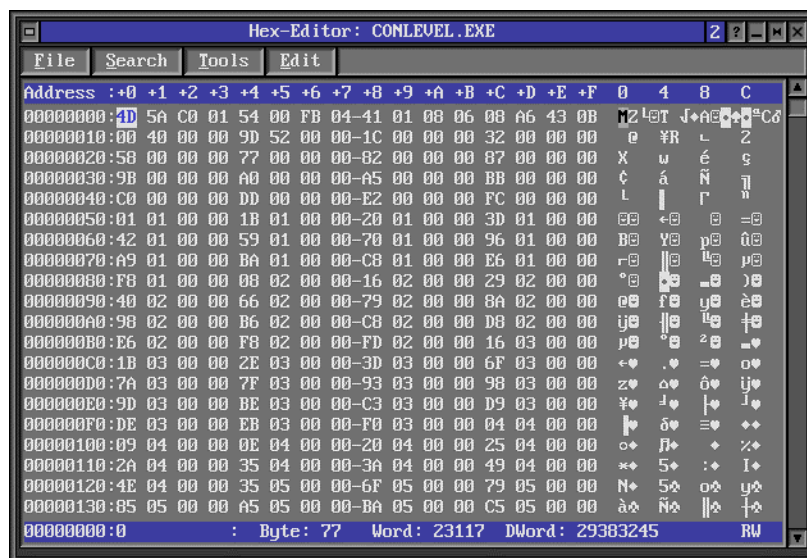 Hex-Editor: CONLEVEL.EXE 2 ?
File Search Tools Edit
Address :+0 +1 +2 +3 +4 +5 +6 +7 +8 +9 +A +B +C +D +E +F 0 4 8 C
00000000:4D 5A C0 01 54 00 FB 04-41 01 08 06 08 A6 43 0B MZ└☺T √♦A☺◘♠◘ªC♂
00000010:00 40 00 00 9D 52 00 00-1C 00 00 00 32 00 00 00 @ ¥R ∟ 2
00000020:58 00 00 00 77 00 00 00-82 00 00 00 87 00 00 00 X w é ç
00000030:9B 00 00 00 A0 00 00 00-A5 00 00 00 BB 00 00 00 ¢ á Ñ ╗
00000040:C0 00 00 00 DD 00 00 00-E2 00 00 00 FC 00 00 00 └ ▌ Γ ⁿ
00000050:01 01 00 00 1B 01 00 00-20 01 00 00 3D 01 00 00 ☺☺ ←☺ ☺ =☺
00000060:42 01 00 00 59 01 00 00-70 01 00 00 96 01 00 00 B☺ Y☺ p☺ û☺
00000070:A9 01 00 00 BA 01 00 00-C8 01 00 00 E6 01 00 00 ⌐☺ ║☺ ╚☺ µ☺
00000080:F8 01 00 00 08 02 00 00-16 02 00 00 29 02 00 00 °☺ ◘☻ ▬☻ )☻
00000090:40 02 00 00 66 02 00 00-79 02 00 00 8A 02 00 00 @☻ f☻ y☻ è☻
000000A0:98 02 00 00 B6 02 00 00-C8 02 00 00 D8 02 00 00 ÿ☻ ╢☻ ╚☻ ╪☻
000000B0:E6 02 00 00 F8 02 00 00-FD 02 00 00 16 03 00 00 µ☻ °☻ ²☻ ▬♥
000000C0:1B 03 00 00 2E 03 00 00-3D 03 00 00 6F 03 00 00 ←♥ .♥ =♥ o♥
000000D0:7A 03 00 00 7F 03 00 00-93 03 00 00 98 03 00 00 z♥ ⌂♥ ô♥ ÿ♥
000000E0:9D 03 00 00 BE 03 00 00-C3 03 00 00 D9 03 00 00 ¥♥ ╛♥ ├♥ ┘♥
000000F0:DE 03 00 00 EB 03 00 00-F0 03 00 00 04 04 00 00 ▐♥ δ♥ ≡♥ ♦♦
00000100:09 04 00 00 0E 04 00 00-20 04 00 00 25 04 00 00 ○♦ ♫♦ ♦ %♦
00000110:2A 04 00 00 35 04 00 00-3A 04 00 00 49 04 00 00 *♦ 5♦ :♦ I♦
00000120:4E 04 00 00 35 05 00 00-6F 05 00 00 79 05 00 00 N♦ 5♣ o♣ y♣
00000130:85 05 00 00 A5 05 00 00-BA 05 00 00 C5 05 00 00 à♣ Ñ♣ ║♣ ┼♣
00000000:0 : Byte: 77 Word: 23117 DWord: 29383245 RW